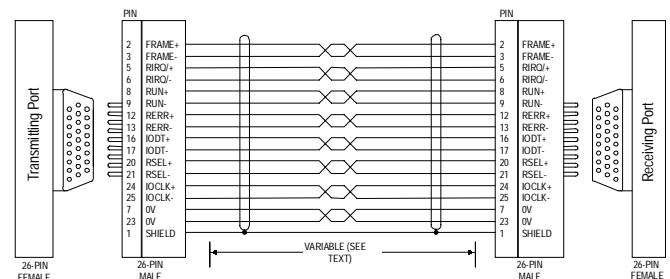 PIN PIN
2 FRAME+ 2 FRAME+
3 FRAME- 3 FRAME-
5 RIRQ/+ 5 RIRQ/+
6 RIRQ/- 6 RIRQ/-
8 RUN+ 8 RUN+
9 RUN- 9 RUN-
12 RERR+ 12 RERR+
13 RERR- 13 RERR-
16 IODT+ 16 IODT+
17 IODT- 17 IODT-
20 RSEL+ 20 RSEL+
21 RSEL- 21 RSEL-
24 IOCLK+ 24 IOCLK+
25 IOCLK- 25 IOCLK-
7 0V 7 0V
23 0V 23 0V
1 SHIELD 1 SHIELD
Transmitting Port
Receiving Port
VARIABLE (SEE
TEXT)
26-PIN 26-PIN 26-PIN 26-PIN
FEMALE MALE MALE FEMALE